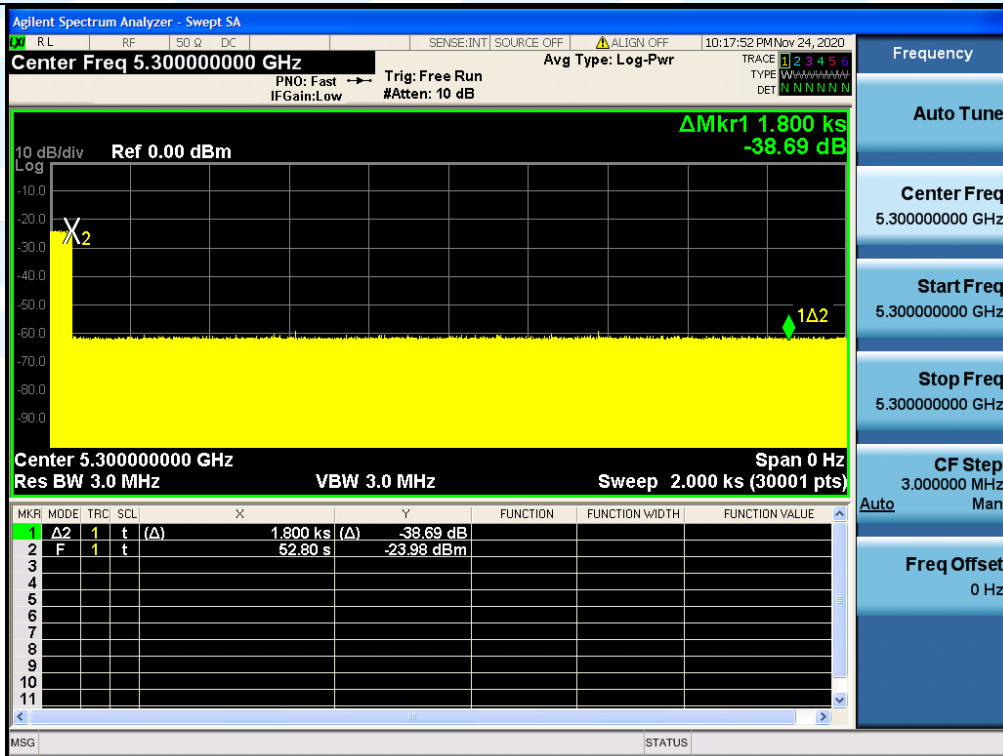 Agilent Spectrum Analyzer - Swept SA
LXI RL RF 50 Ω DC SENSE:INT SOURCE OFF ⚠ALIGN OFF 10:17:52 PM Nov 24, 2020
Center Freq 5.300000000 GHz Avg Type: Log-Pwr TRACE 1 2 3 4 5 6
PNO: Fast Trig: Free Run TYPE
IFGain:Low #Atten: 10 dB DET N N N N N N
ΔMkr1 1.800 ks
10 dB/div Ref 0.00 dBm -38.69 dB
Log
-10.0
-20.0
2
-30.0
-40.0
-50.0
1Δ2
-60.0
-70.0
-80.0
-90.0
Center 5.300000000 GHz Span 0 Hz
Res BW 3.0 MHz VBW 3.0 MHz Sweep 2.000 ks (30001 pts)
MKR MODE TRC SCL X Y FUNCTION FUNCTION WIDTH FUNCTION VALUE
1 Δ2 1 t (Δ) 1.800 ks (Δ) -38.69 dB
2 F 1 t 52.80 s -23.98 dBm
3
4
5
6
7
8
9
10
11
MSG STATUS
Frequency
Auto Tune
Center Freq
5.300000000 GHz
Start Freq
5.300000000 GHz
Stop Freq
5.300000000 GHz
CF Step
3.000000 MHz
Auto Man
Freq Offset
0 Hz